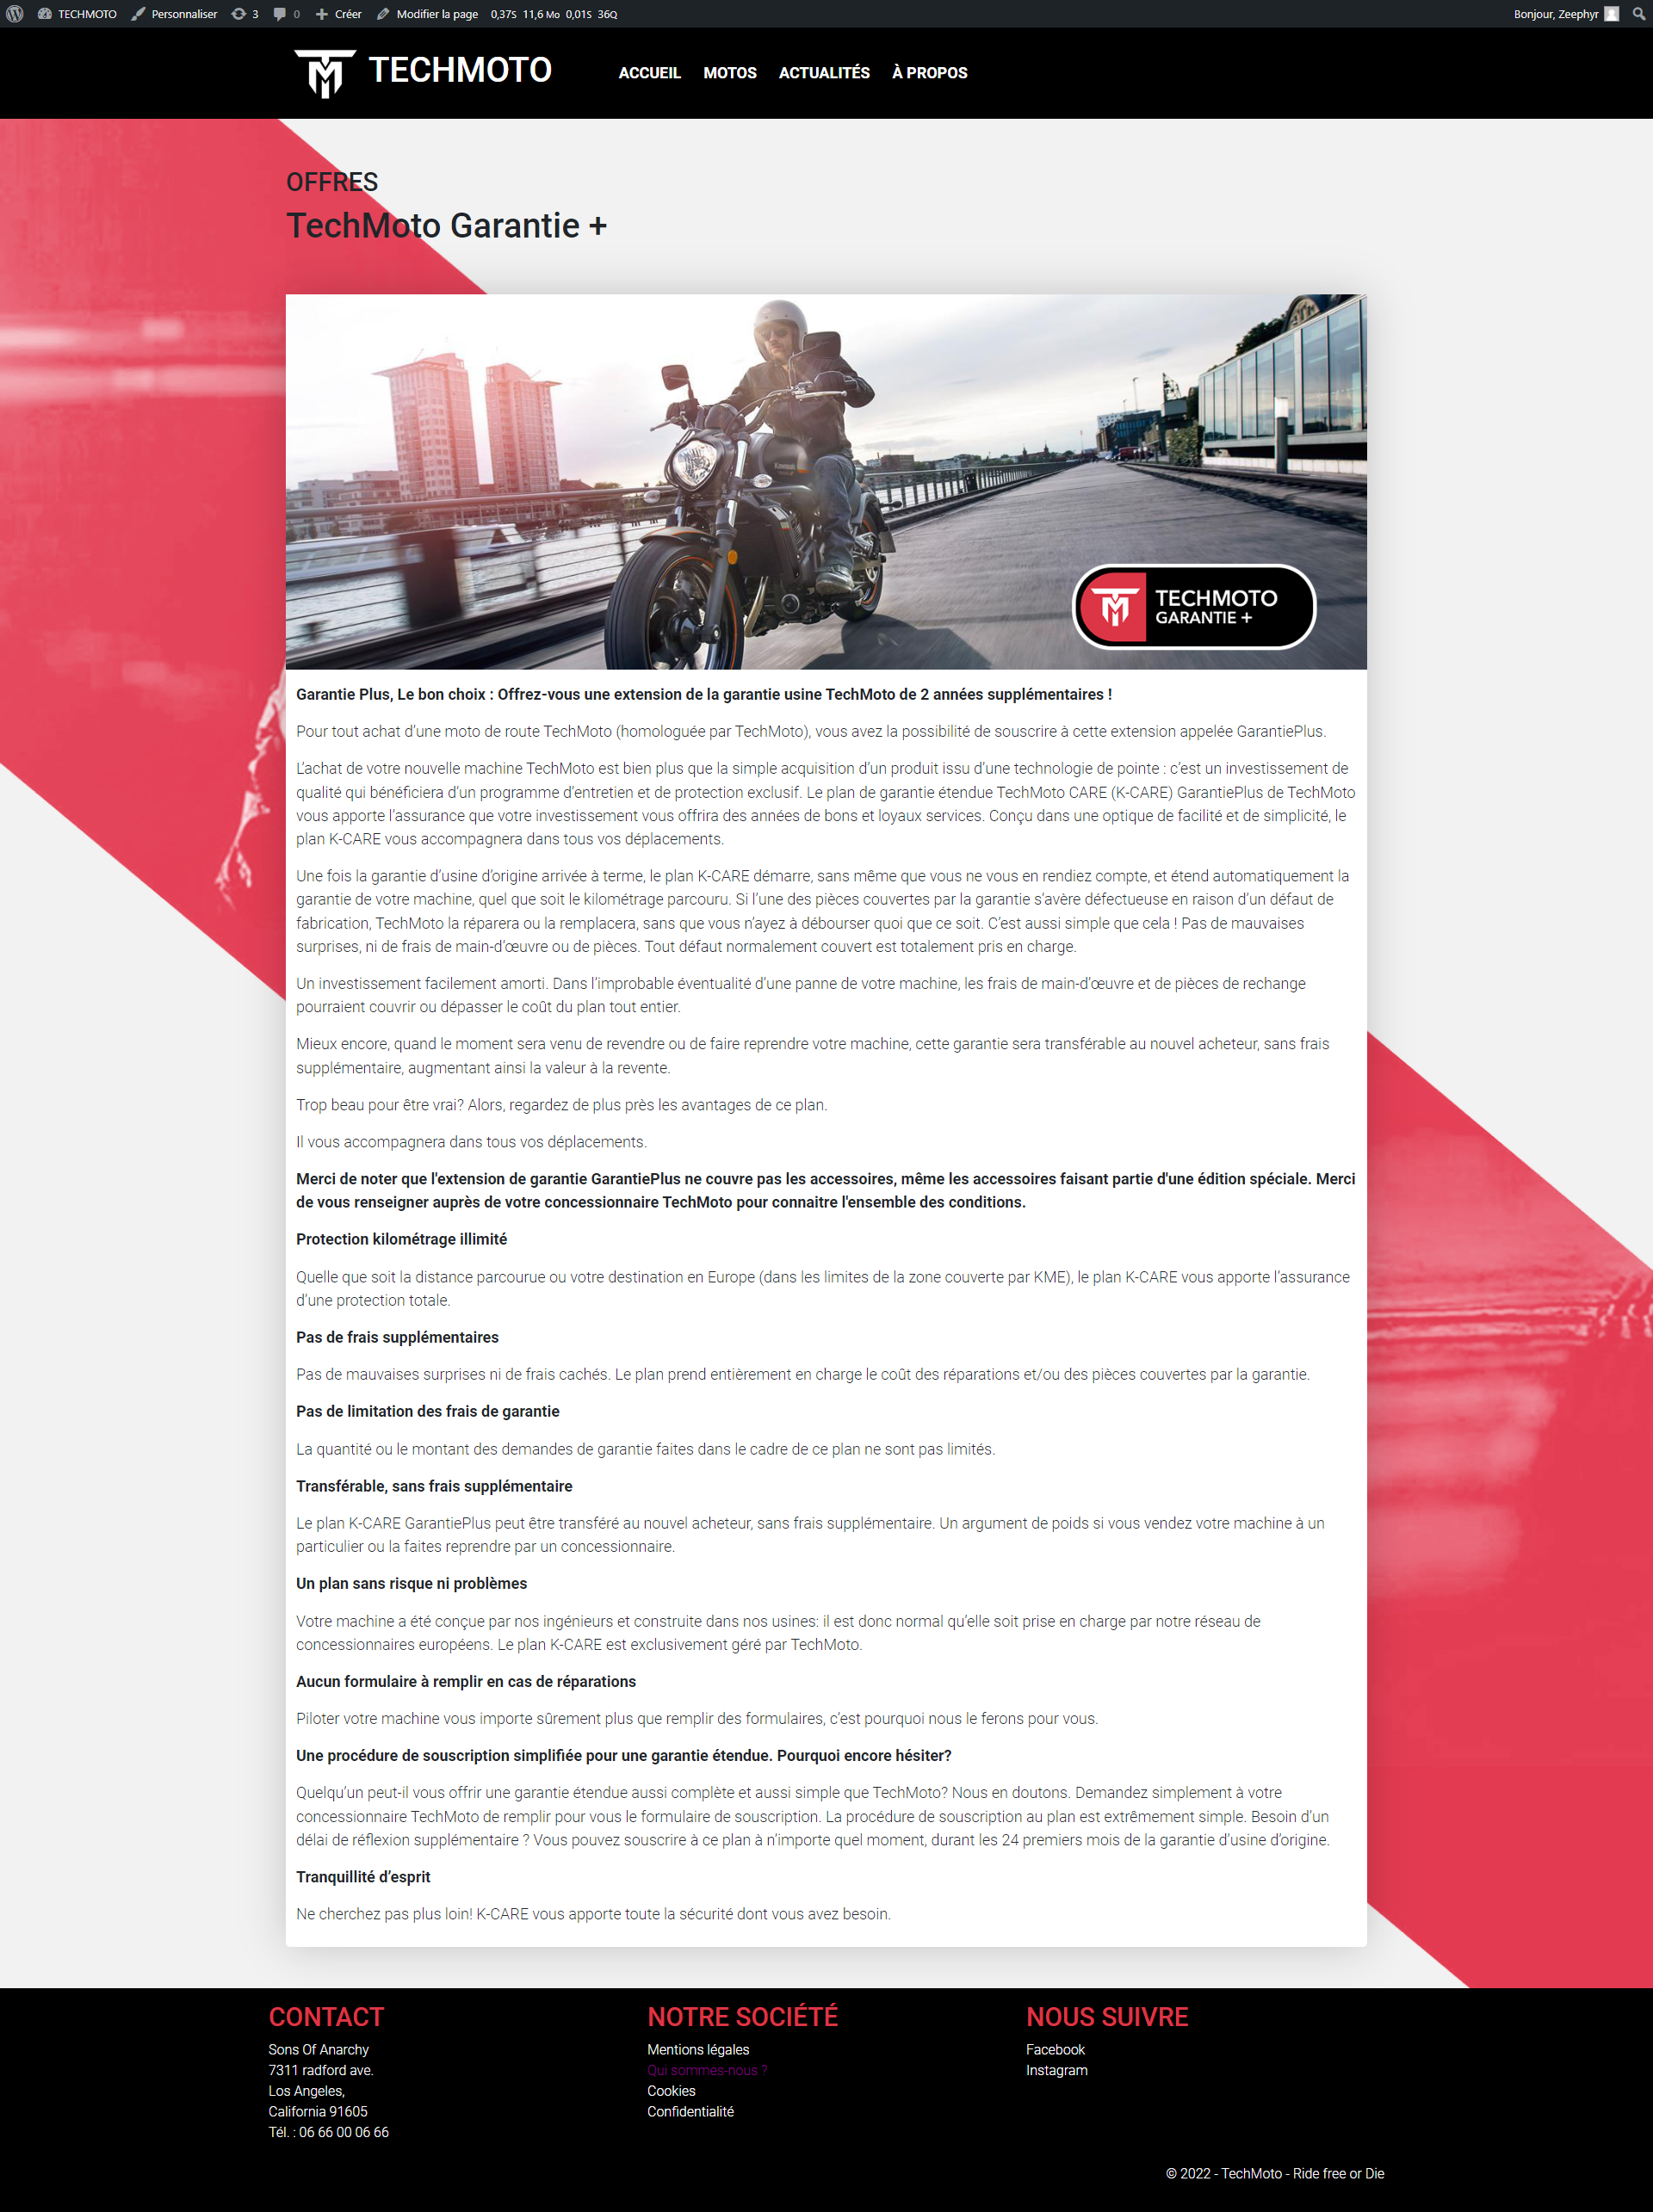 TECHMOTO Personnaliser 3 0 Créer Modifier la page 0,37S 11,6 Mo 0,01S 36Q Bonjour, Zeephyr
TECHMOTO ACCUEIL MOTOS ACTUALITÉS À PROPOS
OFFRES
TechMoto Garantie +
TECHMOTO
GARANTIE +
Garantie Plus, Le bon choix : Offrez-vous une extension de la garantie usine TechMoto de 2 années supplémentaires !
Pour tout achat d’une moto de route TechMoto (homologuée par TechMoto), vous avez la possibilité de souscrire à cette extension appelée GarantiePlus.
L’achat de votre nouvelle machine TechMoto est bien plus que la simple acquisition d’un produit issu d’une technologie de pointe : c’est un investissement de
qualité qui bénéficiera d’un programme d’entretien et de protection exclusif. Le plan de garantie étendue TechMoto CARE (K-CARE) GarantiePlus de TechMoto
vous apporte l’assurance que votre investissement vous offrira des années de bons et loyaux services. Conçu dans une optique de facilité et de simplicité, le
plan K-CARE vous accompagnera dans tous vos déplacements.
Une fois la garantie d’usine d’origine arrivée à terme, le plan K-CARE démarre, sans même que vous ne vous en rendiez compte, et étend automatiquement la
garantie de votre machine, quel que soit le kilométrage parcouru. Si l’une des pièces couvertes par la garantie s’avère défectueuse en raison d’un défaut de
fabrication, TechMoto la réparera ou la remplacera, sans que vous n’ayez à débourser quoi que ce soit. C’est aussi simple que cela ! Pas de mauvaises
surprises, ni de frais de main-d’œuvre ou de pièces. Tout défaut normalement couvert est totalement pris en charge.
Un investissement facilement amorti. Dans l’improbable éventualité d’une panne de votre machine, les frais de main-d’œuvre et de pièces de rechange
pourraient couvrir ou dépasser le coût du plan tout entier.
Mieux encore, quand le moment sera venu de revendre ou de faire reprendre votre machine, cette garantie sera transférable au nouvel acheteur, sans frais
supplémentaire, augmentant ainsi la valeur à la revente.
Trop beau pour être vrai? Alors, regardez de plus près les avantages de ce plan.
Il vous accompagnera dans tous vos déplacements.
Merci de noter que l'extension de garantie GarantiePlus ne couvre pas les accessoires, même les accessoires faisant partie d'une édition spéciale. Merci
de vous renseigner auprès de votre concessionnaire TechMoto pour connaitre l'ensemble des conditions.
Protection kilométrage illimité
Quelle que soit la distance parcourue ou votre destination en Europe (dans les limites de la zone couverte par KME), le plan K-CARE vous apporte l’assurance
d’une protection totale.
Pas de frais supplémentaires
Pas de mauvaises surprises ni de frais cachés. Le plan prend entièrement en charge le coût des réparations et/ou des pièces couvertes par la garantie.
Pas de limitation des frais de garantie
La quantité ou le montant des demandes de garantie faites dans le cadre de ce plan ne sont pas limités.
Transférable, sans frais supplémentaire
Le plan K-CARE GarantiePlus peut être transféré au nouvel acheteur, sans frais supplémentaire. Un argument de poids si vous vendez votre machine à un
particulier ou la faites reprendre par un concessionnaire.
Un plan sans risque ni problèmes
Votre machine a été conçue par nos ingénieurs et construite dans nos usines: il est donc normal qu’elle soit prise en charge par notre réseau de
concessionnaires européens. Le plan K-CARE est exclusivement géré par TechMoto.
Aucun formulaire à remplir en cas de réparations
Piloter votre machine vous importe sûrement plus que remplir des formulaires, c’est pourquoi nous le ferons pour vous.
Une procédure de souscription simplifiée pour une garantie étendue. Pourquoi encore hésiter?
Quelqu’un peut-il vous offrir une garantie étendue aussi complète et aussi simple que TechMoto? Nous en doutons. Demandez simplement à votre
concessionnaire TechMoto de remplir pour vous le formulaire de souscription. La procédure de souscription au plan est extrêmement simple. Besoin d’un
délai de réflexion supplémentaire ? Vous pouvez souscrire à ce plan à n’importe quel moment, durant les 24 premiers mois de la garantie d’usine d’origine.
Tranquillité d’esprit
Ne cherchez pas plus loin! K-CARE vous apporte toute la sécurité dont vous avez besoin.
CONTACT
Sons Of Anarchy
7311 radford ave.
Los Angeles,
California 91605
Tél. : 06 66 00 06 66
NOTRE SOCIÉTÉ
Mentions légales
Qui sommes-nous ?
Cookies
Confidentialité
NOUS SUIVRE
Facebook
Instagram
© 2022 - TechMoto - Ride free or Die